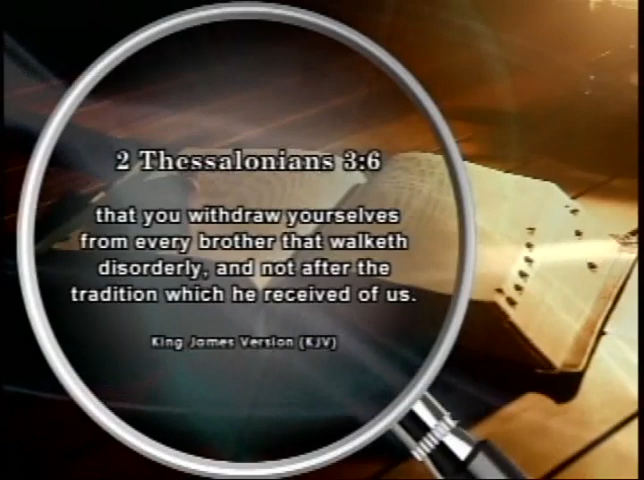 2 Thessalonians 3:6
that you withdraw yourselves
from every brother that walketh
disorderly, and not after the
tradition which he received of us.
King James Version (KJV)